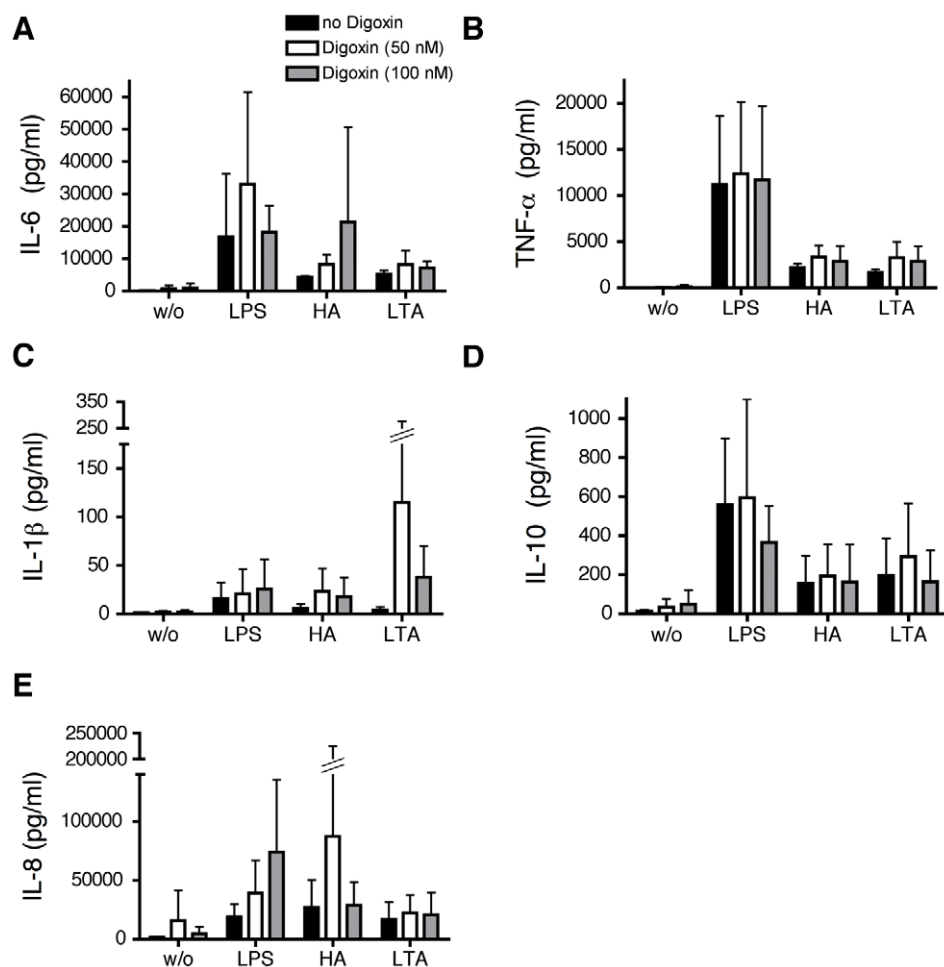 A
no Digoxin
Digoxin (50 nM)
Digoxin (100 nM)
IL-6 (pg/ml)
60000
50000
40000
30000
20000
10000
0
w/o LPS HA LTA
B
TNF-α (pg/ml)
20000
15000
10000
5000
0
w/o LPS HA LTA
C
IL-1β (pg/ml)
350
250
150
100
50
0
w/o LPS HA LTA
D
IL-10 (pg/ml)
1000
800
600
400
200
0
w/o LPS HA LTA
E
IL-8 (pg/ml)
250000
200000
100000
50000
0
w/o LPS HA LTA